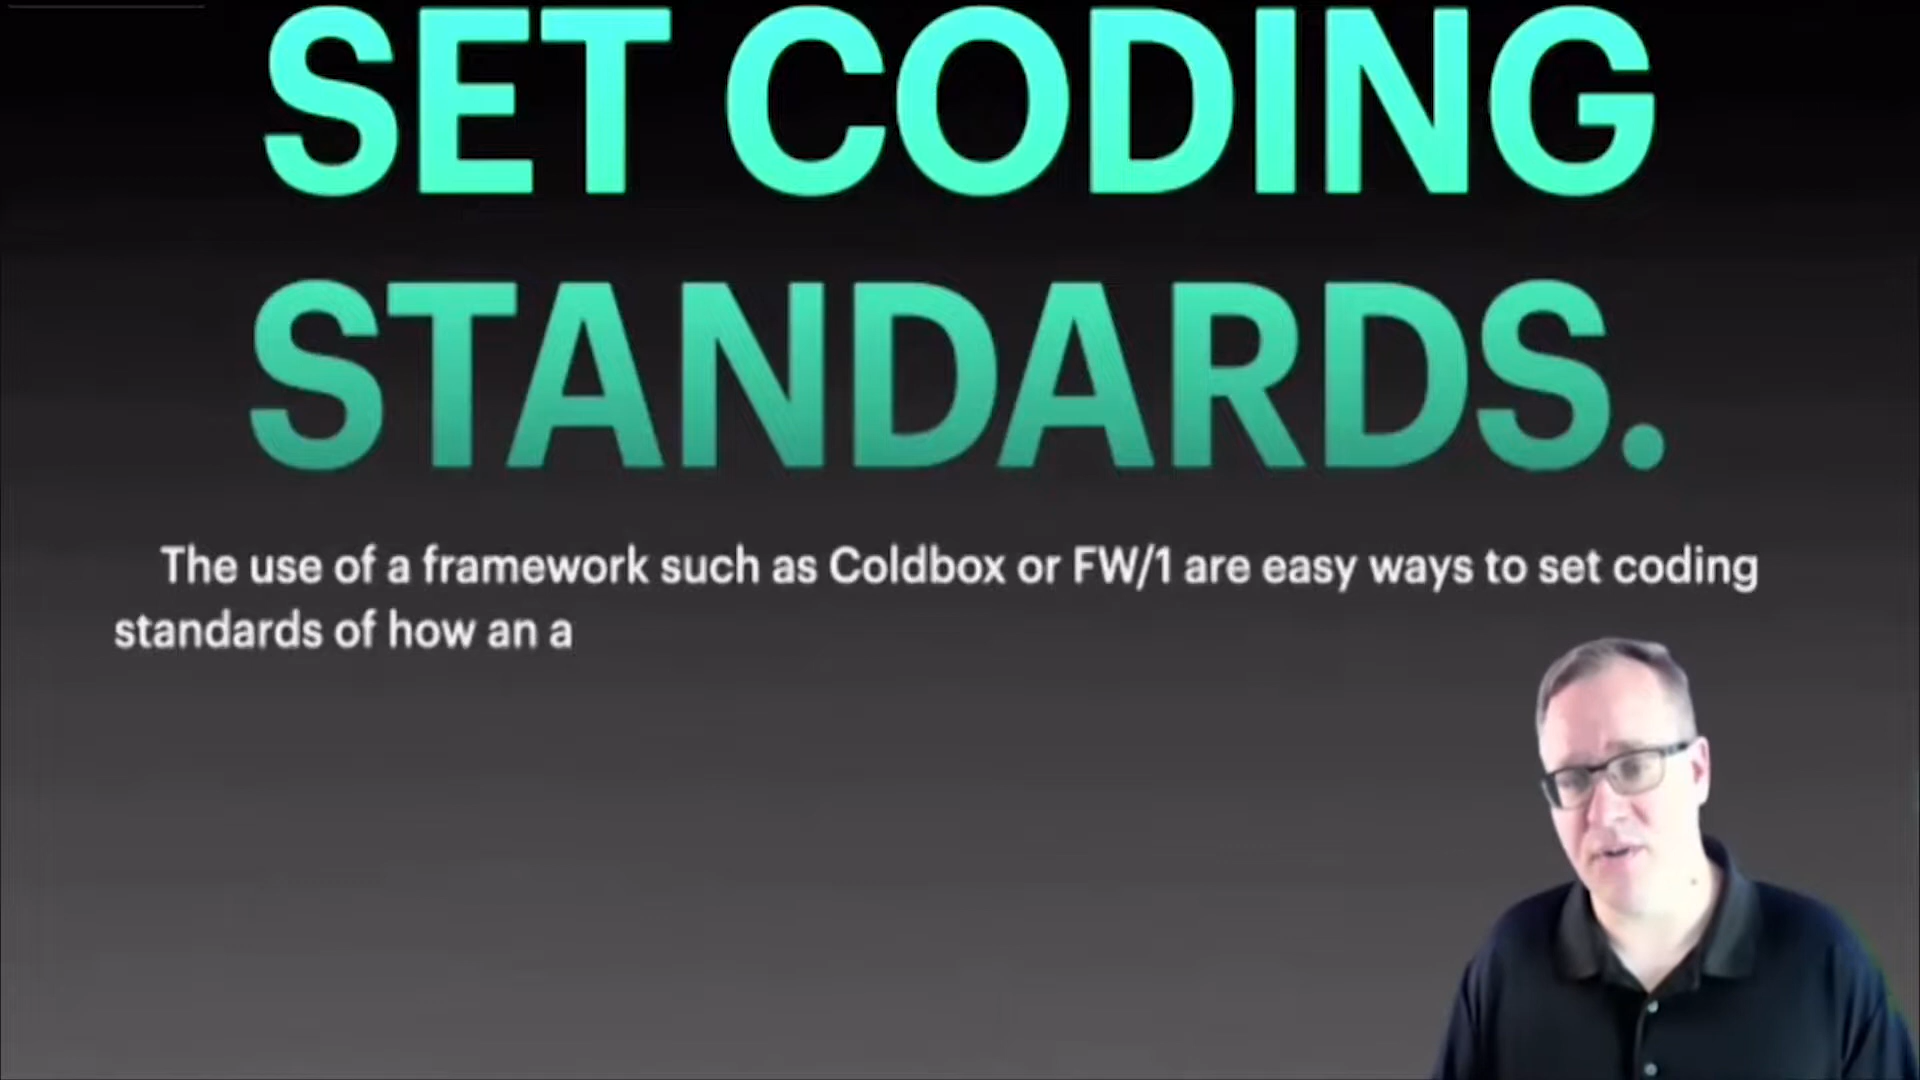 SET CODING
STANDARDS.
The use of a framework such as Coldbox or FW/1 are easy ways to set coding
standards of how an a